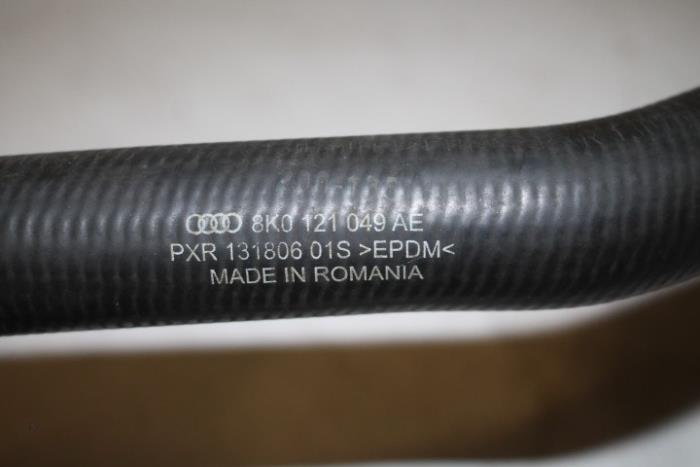 8K0 121 049 AE
PXR 131806 01S >EPDM<
MADE IN ROMANIA